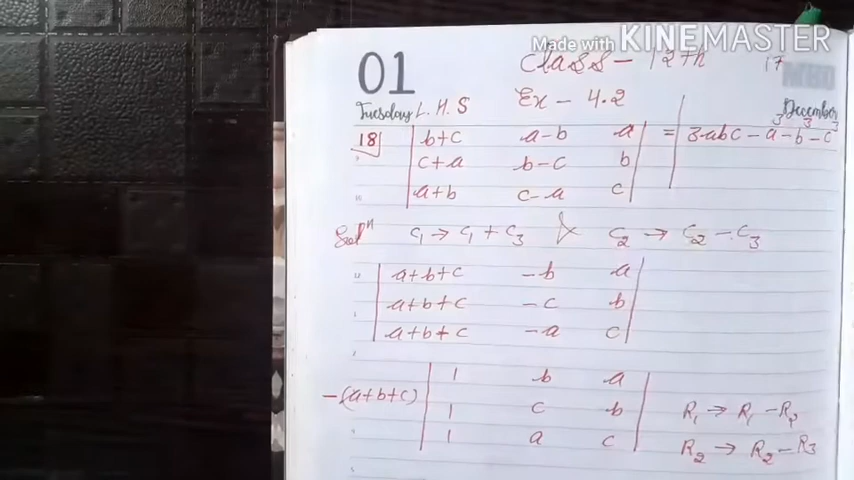 Made with KINEMASTER
01 Class - 12th 17
Tuesday L.H.S Ex - 4.2 December
18 | b+c a-b a | = 3abc - a³ - b³ - c³
| c+a b-c b |
| a+b c-a c |
Solⁿ C₁ → C₁ + C₃ & C₂ → C₂ - C₃
| a+b+c -b a |
| a+b+c -c b |
| a+b+c -a c |
| 1 b a |
-(a+b+c) | 1 c b | R₁ → R₁ - R₂
| 1 a c | R₂ → R₂ - R₃